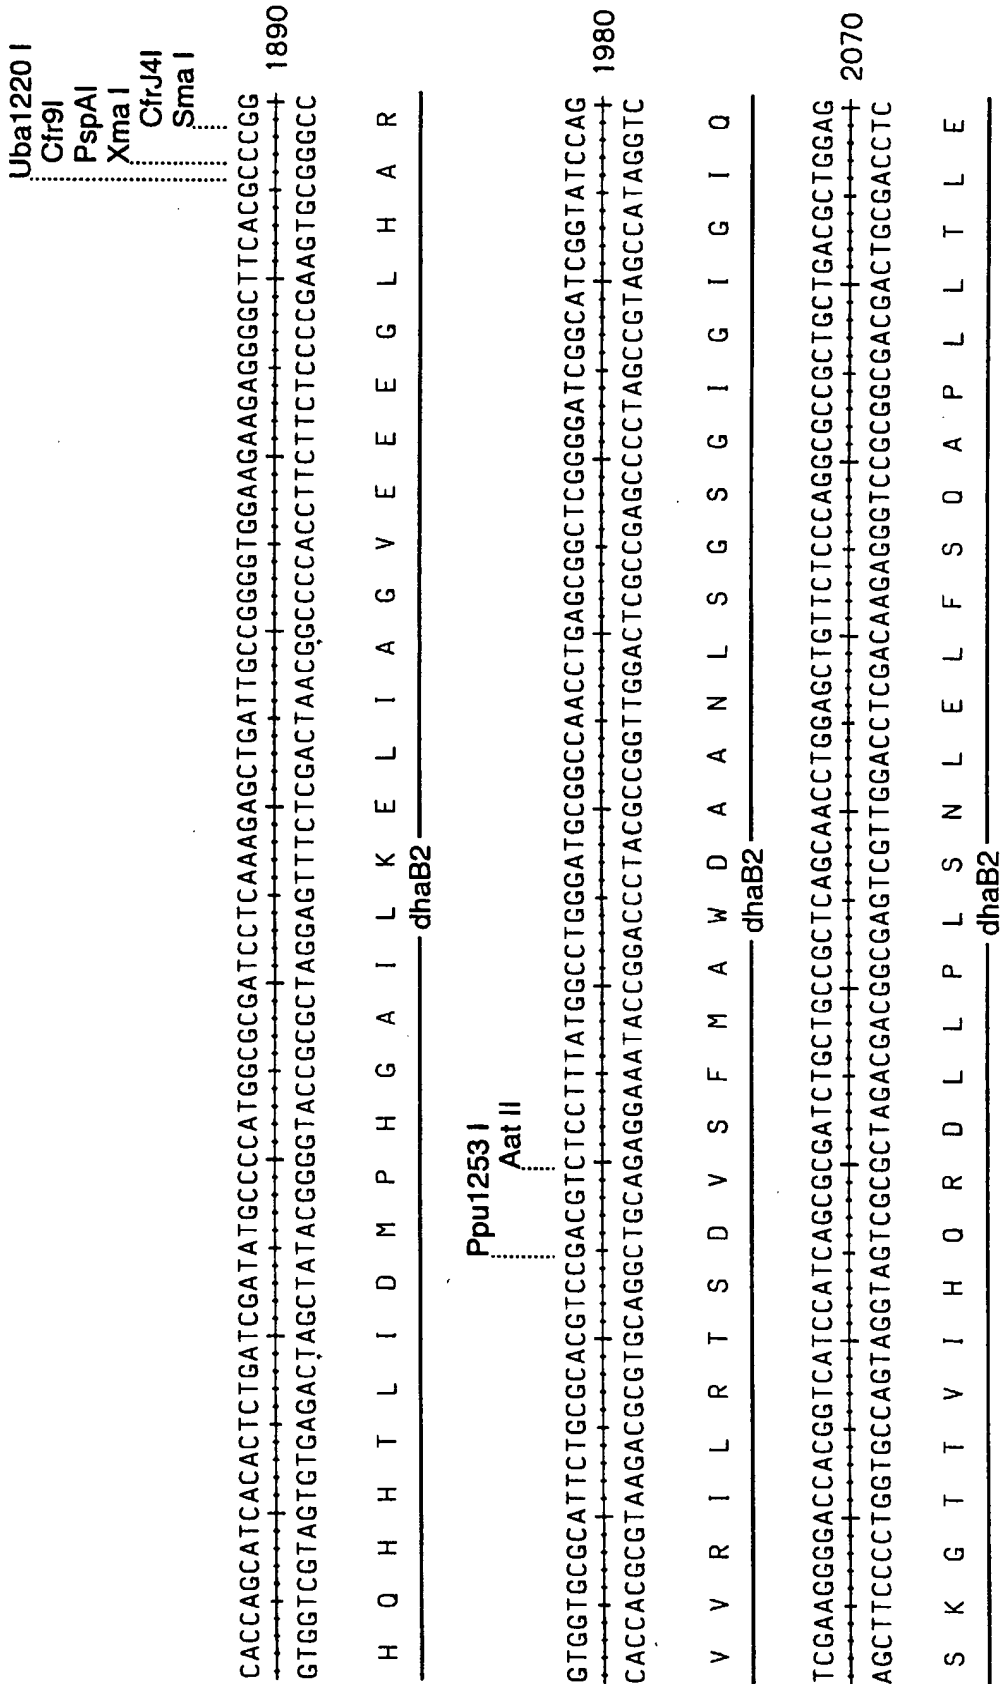 Uba1220 I
Cfr9I
PspAI
Xma I
CfrJ4I
Sma I
CACCAGCATCACACTCTGATCGATATGCCCCATGGCGCGATCCTCAAAGAGCTGATTGCCGGGGTGGAAGAAGAGGGGCTTCACGCCCGG
1890
GTGGTCGTAGTGTGAGACTAGCTATACGGGGTACCGCGCTAGGAGTTTCTCGACTAACGGCCCCACCTTCTTCTCCCCGAAGTGCGGGCC
H Q H H T L I D M P H G A I L K E L I A G V E E E G L H A R
dhaB2
Ppu1253 I
Aat II
GTGGTGCGCATTCTGCGCACGTCCGACGTCTCCTTTATGGCCTGGGATGCGGCCAACCTGAGCGGCTCGGGGATCGGCATCGGTATCCAG
1980
CACCACGCGTAAGACGCGTGCAGGCTGCAGAGGAAATACCGGACCCTACGCCGGTTGGACTCGCCGAGCCCCTAGCCGTAGCCATAGGTC
V V R I L R T S D V S F M A W D A A N L S G S G I G I G I Q
dhaB2
TCGAAGGGGACCACGGTCATCCATCAGCGCGATCTGCTGCCGCTCAGCAACCTGGAGCTGTTCTCCCAGGCGCCGCTGCTGACGCTGGAG
2070
AGCTTCCCCTGGTGCCAGTAGGTAGTCGCGCTAGACGACGGCGAGTCGTTGGACCTCGACAAGAGGGTCCGCGGCGACGACTGCGACCTC
S K G T T V I H Q R D L L P L S N L E L F S Q A P L L T L E
dhaB2